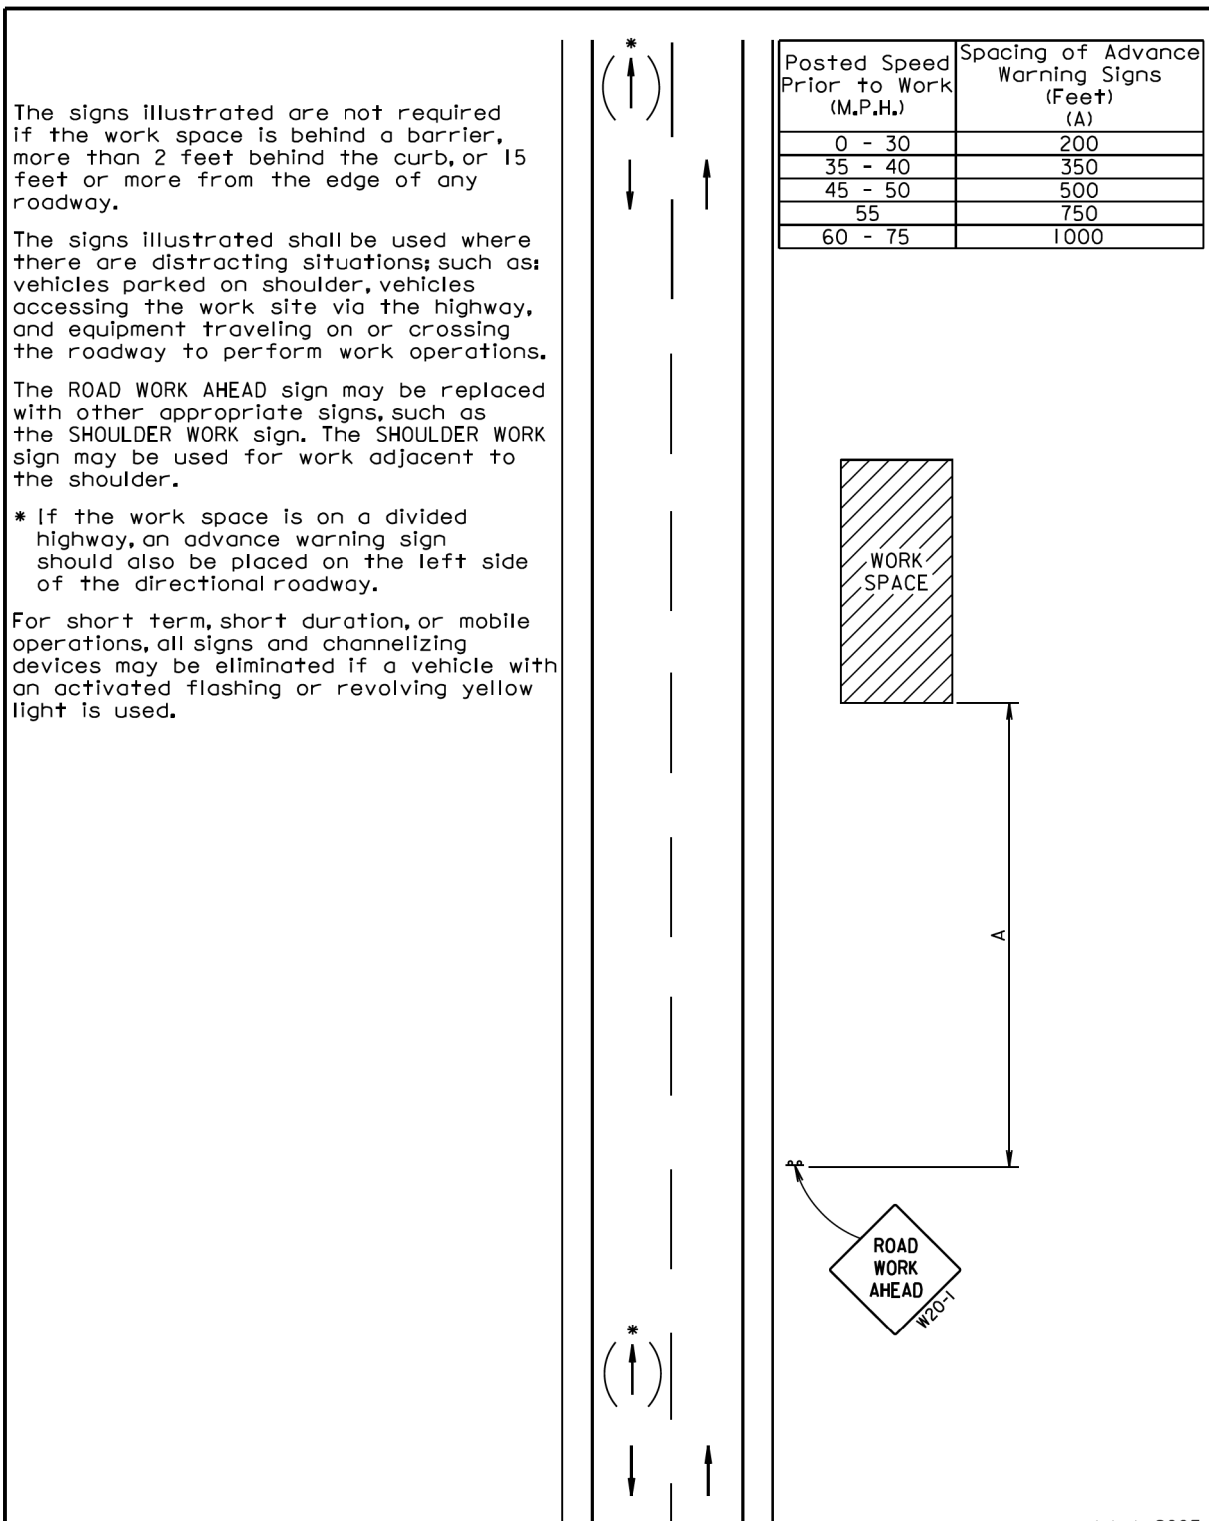 The signs illustrated are not required
if the work space is behind a barrier,
more than 2 feet behind the curb, or 15
feet or more from the edge of any
roadway.
The signs illustrated shall be used where
there are distracting situations; such as:
vehicles parked on shoulder, vehicles
accessing the work site via the highway,
and equipment traveling on or crossing
the roadway to perform work operations.
The ROAD WORK AHEAD sign may be replaced
with other appropriate signs, such as
the SHOULDER WORK sign. The SHOULDER WORK
sign may be used for work adjacent to
the shoulder.
* If the work space is on a divided
highway, an advance warning sign
should also be placed on the left side
of the directional roadway.
For short term, short duration, or mobile
operations, all signs and channelizing
devices may be eliminated if a vehicle with
an activated flashing or revolving yellow
light is used.
*
Posted Speed
Prior to Work
(M.P.H.)
Spacing of Advance
Warning Signs
(Feet)
(A)
0 - 30 200
35 - 40 350
45 - 50 500
55 750
60 - 75 1000
WORK
SPACE
A
ROAD
WORK
AHEAD
W20-1
*